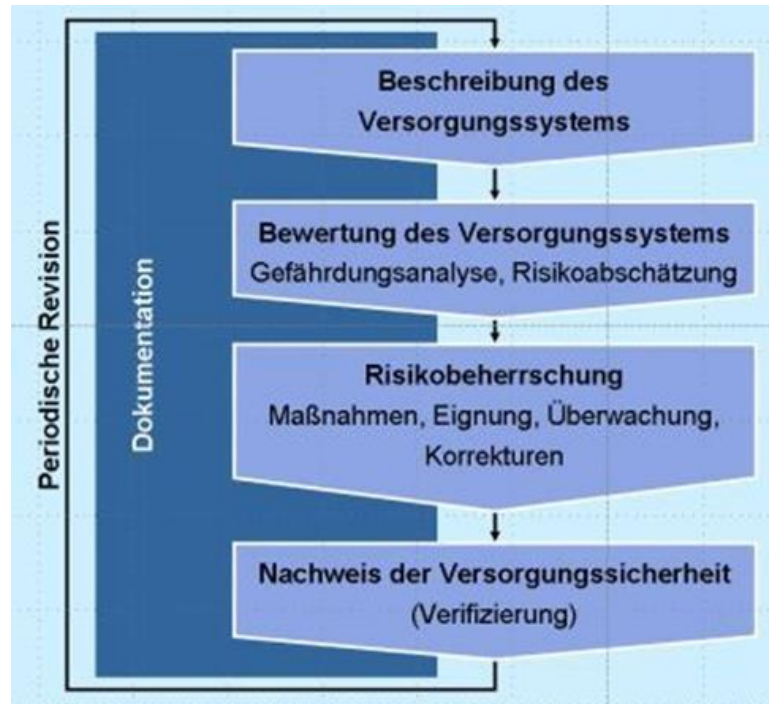 Beschreibung des
Versorgungssystems
Bewertung des Versorgungssystems
Gefährdungsanalyse, Risikoabschätzung
Risikobeherrschung
Maßnahmen, Eignung, Überwachung,
Korrekturen
Nachweis der Versorgungssicherheit
(Verifizierung)
Dokumentation
Periodische Revision